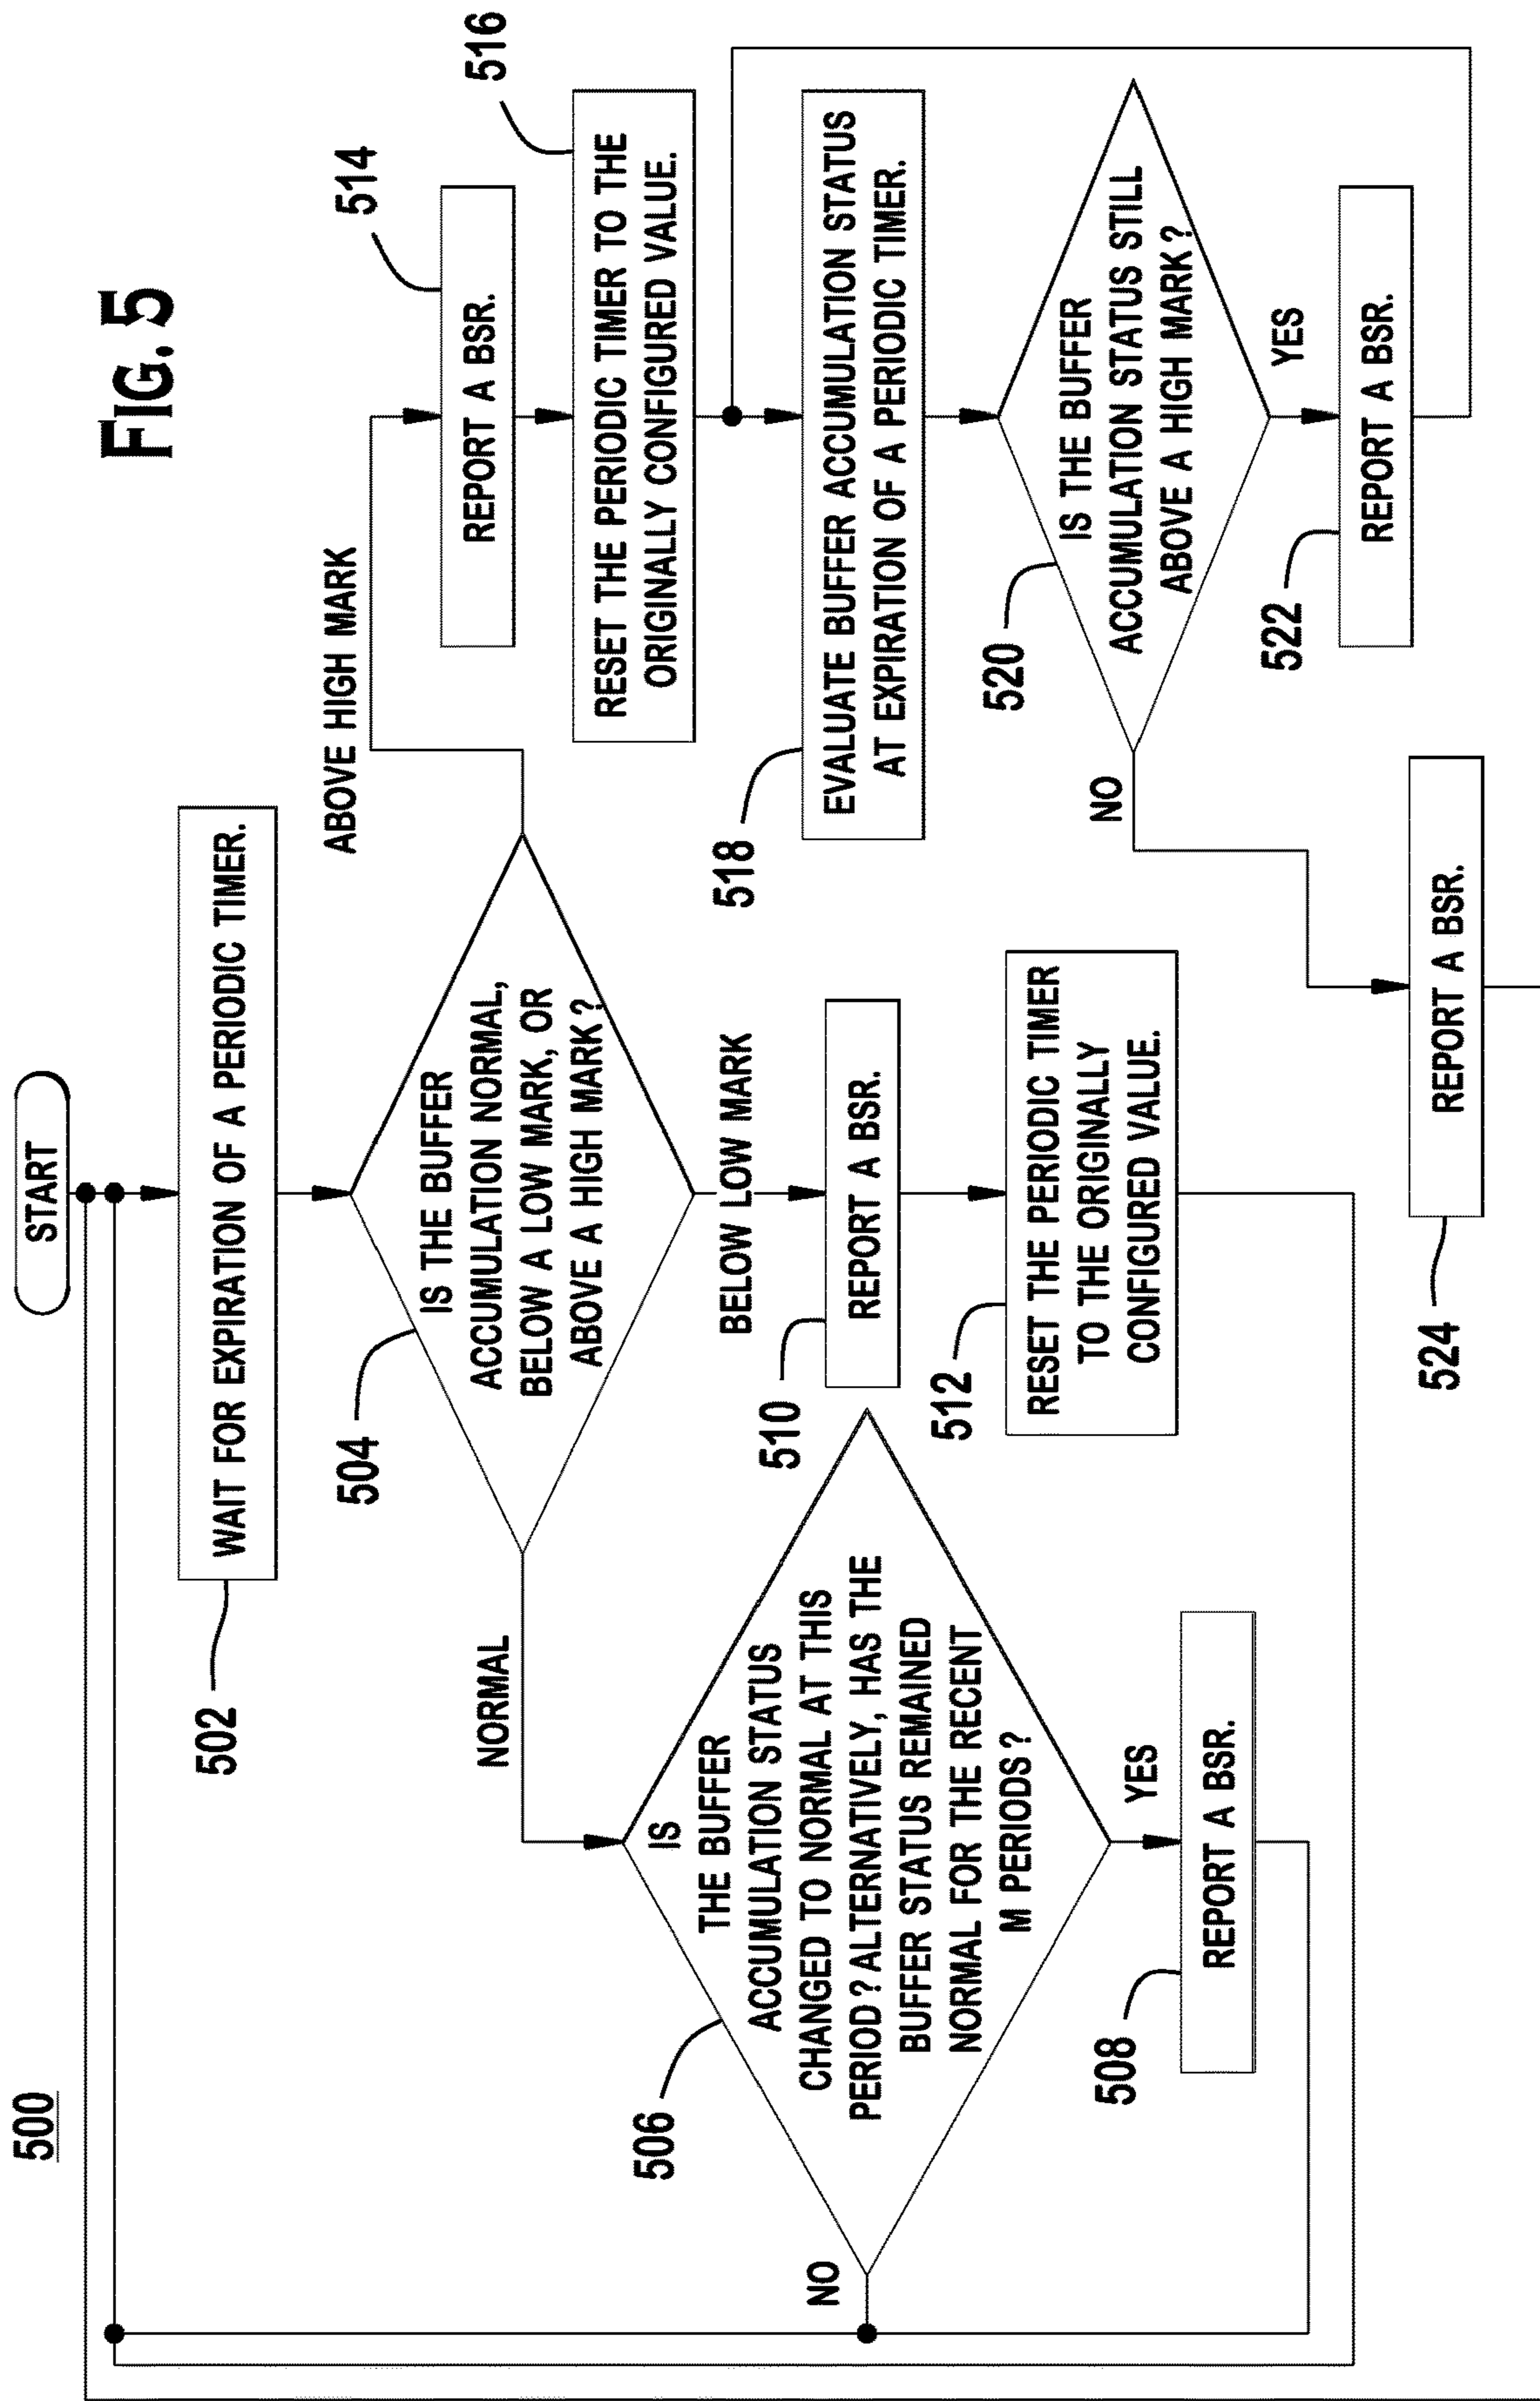 FIG. 5
500
START
WAIT FOR EXPIRATION OF A PERIODIC TIMER.
502
IS THE BUFFER
ACCUMULATION NORMAL,
BELOW A LOW MARK, OR
ABOVE A HIGH MARK?
504
NORMAL
BELOW LOW MARK
ABOVE HIGH MARK
IS
THE BUFFER
ACCUMULATION STATUS
CHANGED TO NORMAL AT THIS
PERIOD? ALTERNATIVELY, HAS THE
BUFFER STATUS REMAINED
NORMAL FOR THE RECENT
M PERIODS?
506
NO
YES
REPORT A BSR.
508
REPORT A BSR.
510
RESET THE PERIODIC TIMER
TO THE ORIGINALLY
CONFIGURED VALUE.
512
REPORT A BSR.
514
RESET THE PERIODIC TIMER TO THE
ORIGINALLY CONFIGURED VALUE.
516
EVALUATE BUFFER ACCUMULATION STATUS
AT EXPIRATION OF A PERIODIC TIMER.
518
IS THE BUFFER
ACCUMULATION STATUS STILL
ABOVE A HIGH MARK?
520
NO
YES
REPORT A BSR.
522
REPORT A BSR.
524